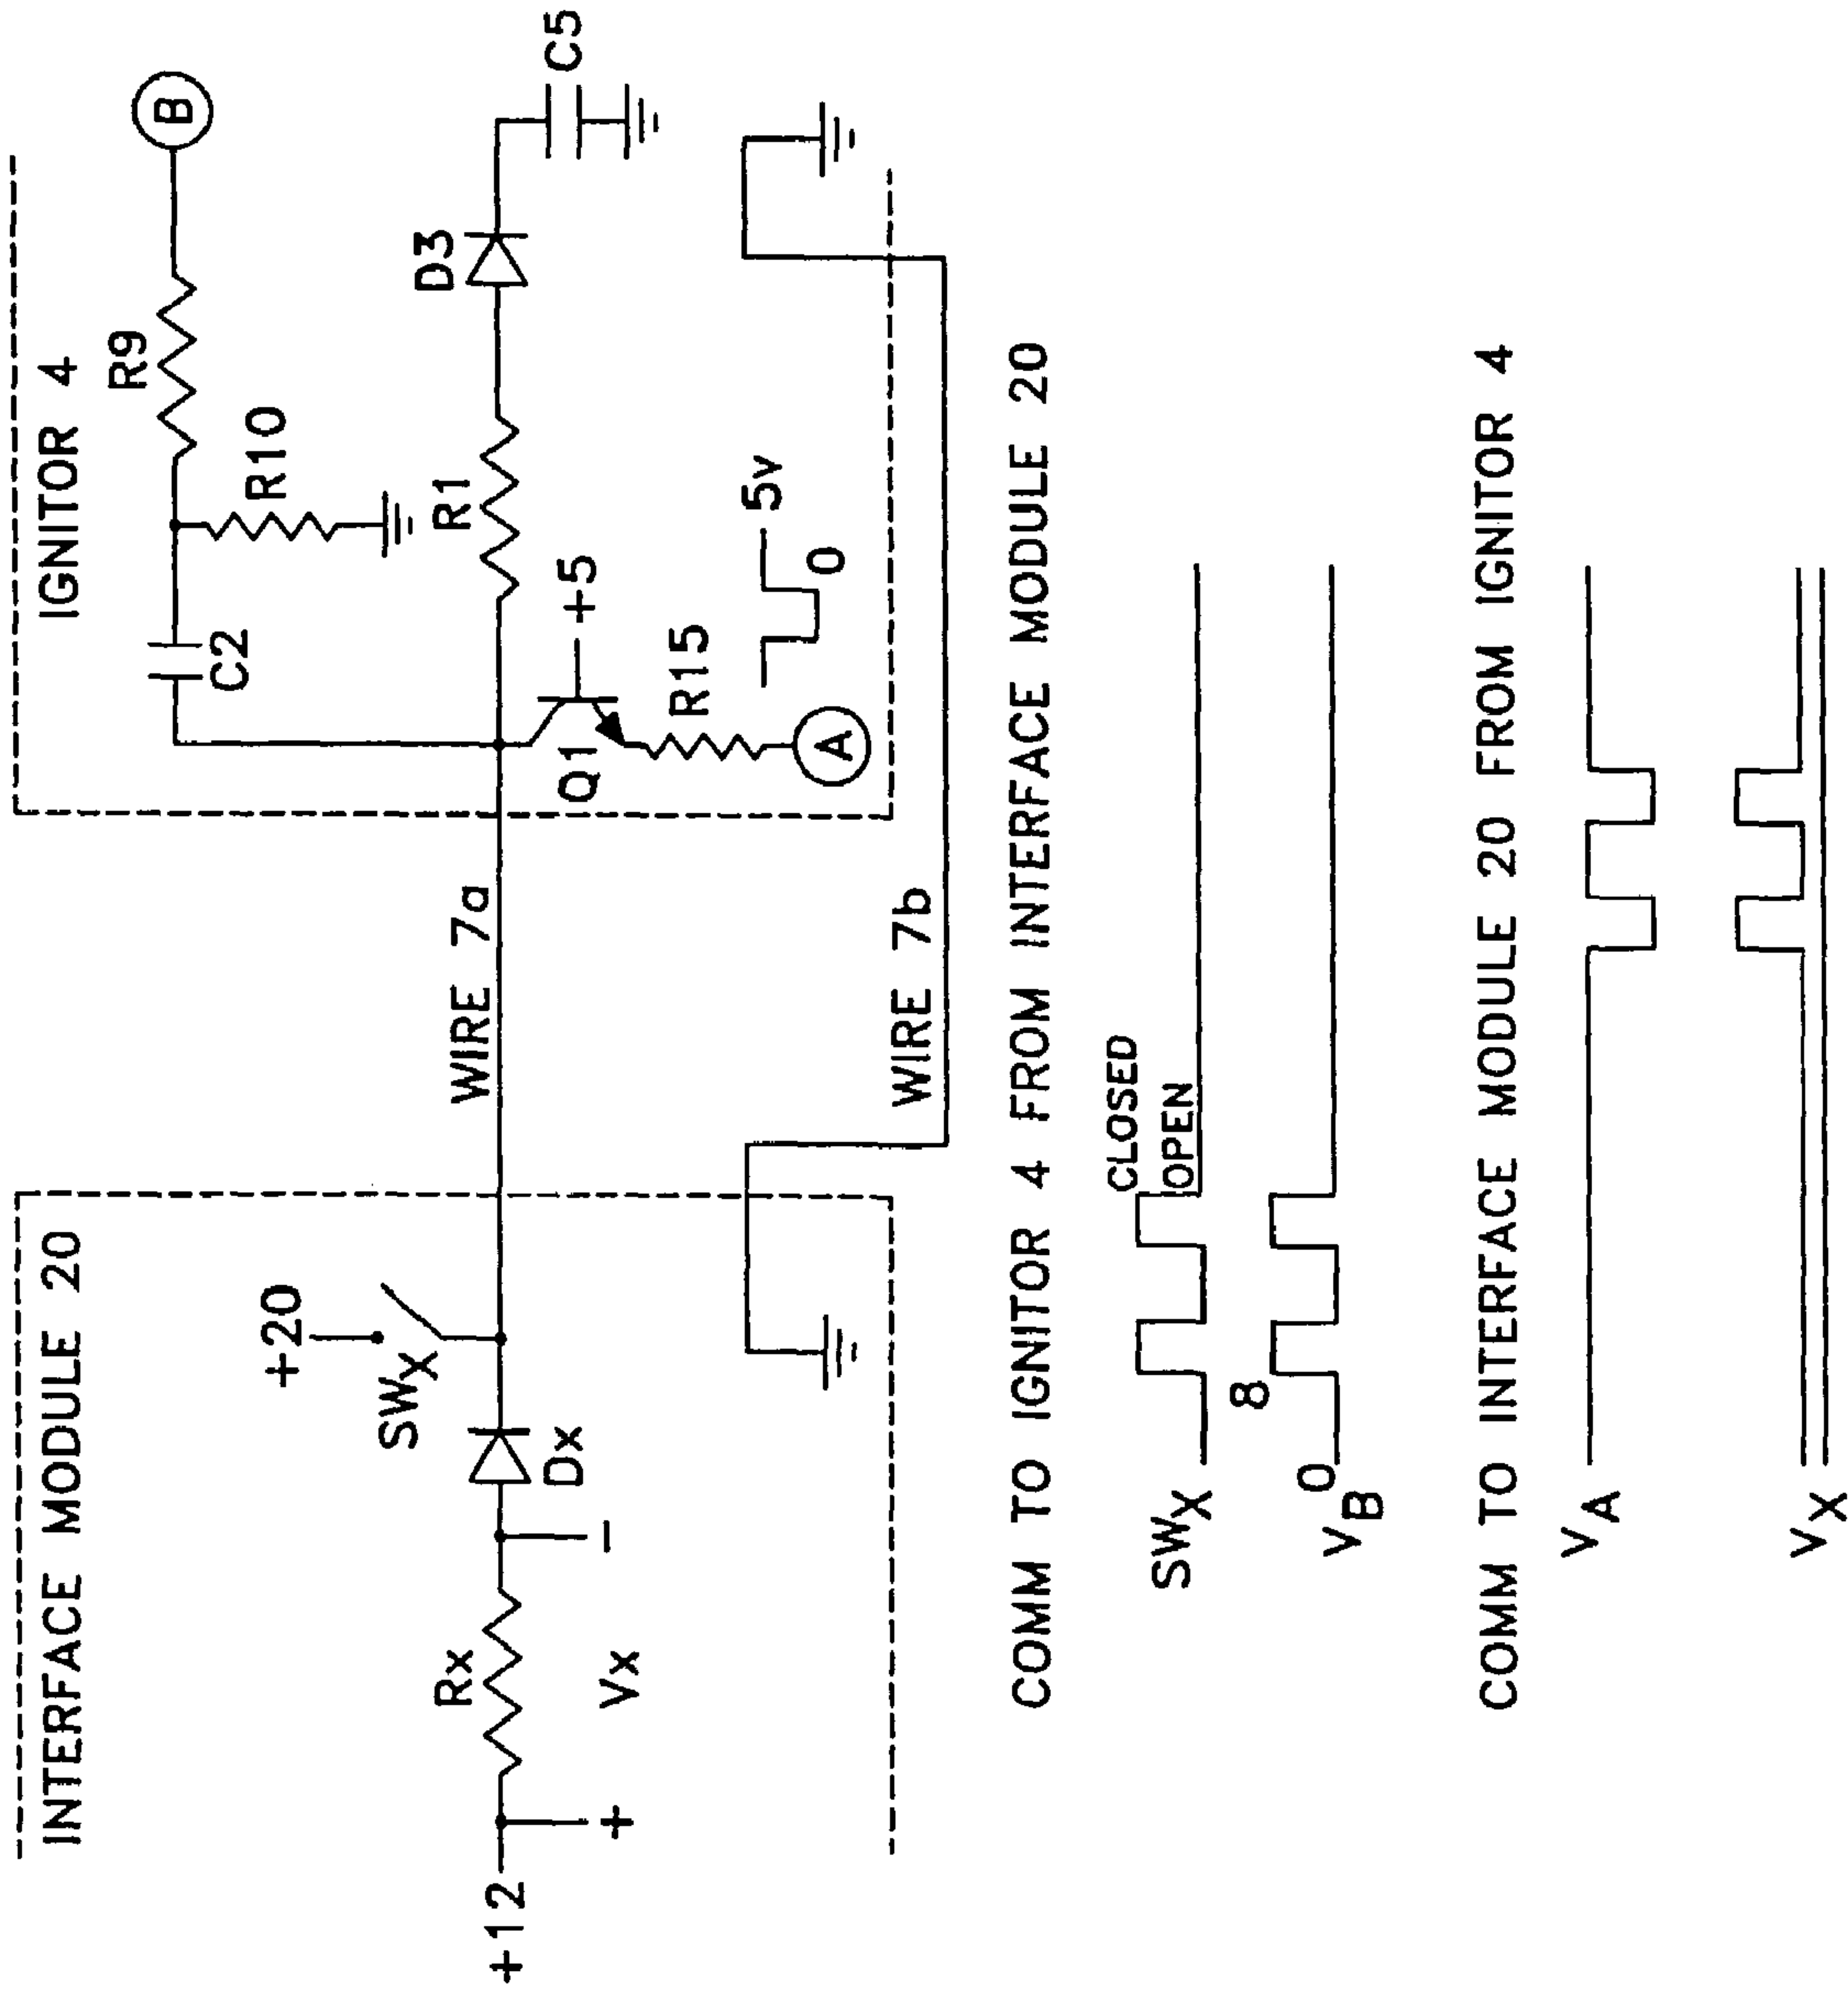 INTERFACE MODULE 20
IGNITOR 4
+20
SWX
+12
Rx
Vx
+
−
Dx
WIRE 7a
WIRE 7b
C2
R9
B
R10
R1
D3
C5
Q1
+5
R15
A
5v
0
COMM TO IGNITOR 4 FROM INTERFACE MODULE 20
SWX
CLOSED
OPEN
VB
8
0
COMM TO INTERFACE MODULE 20 FROM IGNITOR 4
VA
VX